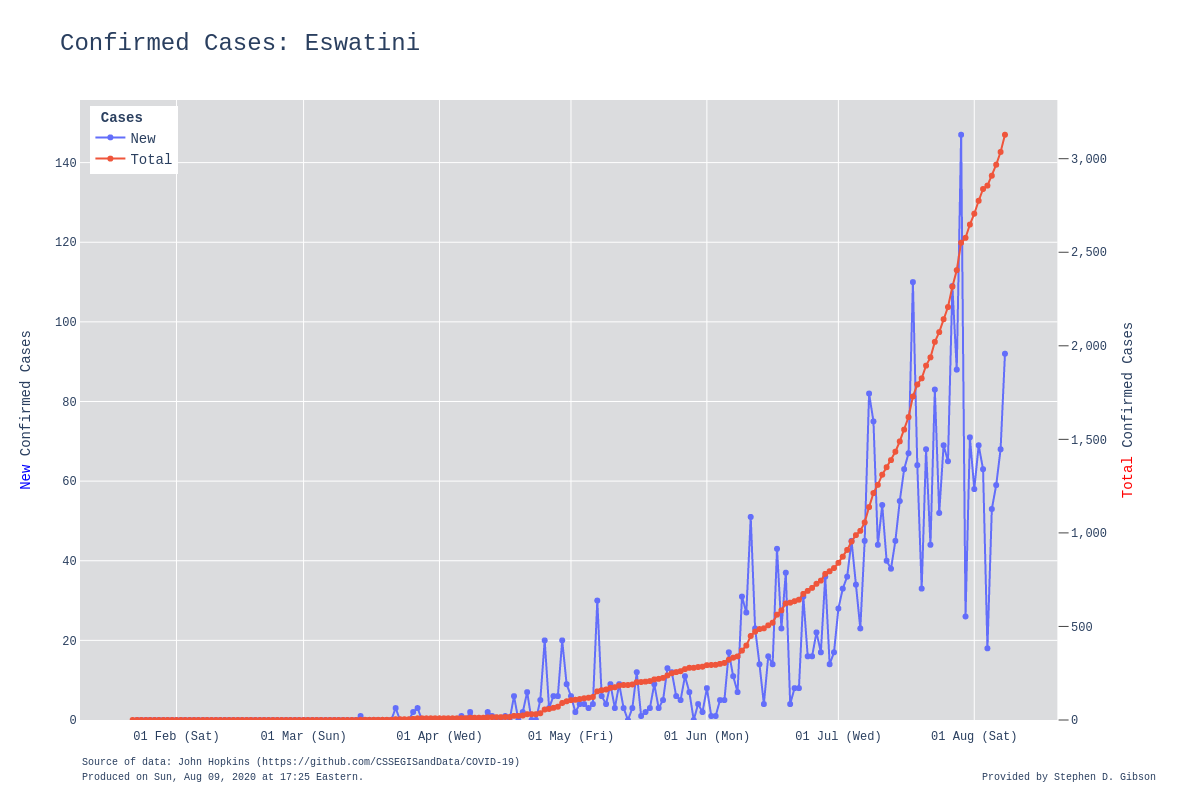 Confirmed Cases: Eswatini
Cases
New
Total
140
120
100
80
60
40
20
0
3,000
2,500
2,000
1,500
1,000
500
0
New Confirmed Cases
Total Confirmed Cases
01 Feb (Sat) 01 Mar (Sun) 01 Apr (Wed) 01 May (Fri) 01 Jun (Mon) 01 Jul (Wed) 01 Aug (Sat)
Source of data: John Hopkins (https://github.com/CSSEGISandData/COVID-19)
Produced on Sun, Aug 09, 2020 at 17:25 Eastern.
Provided by Stephen D. Gibson